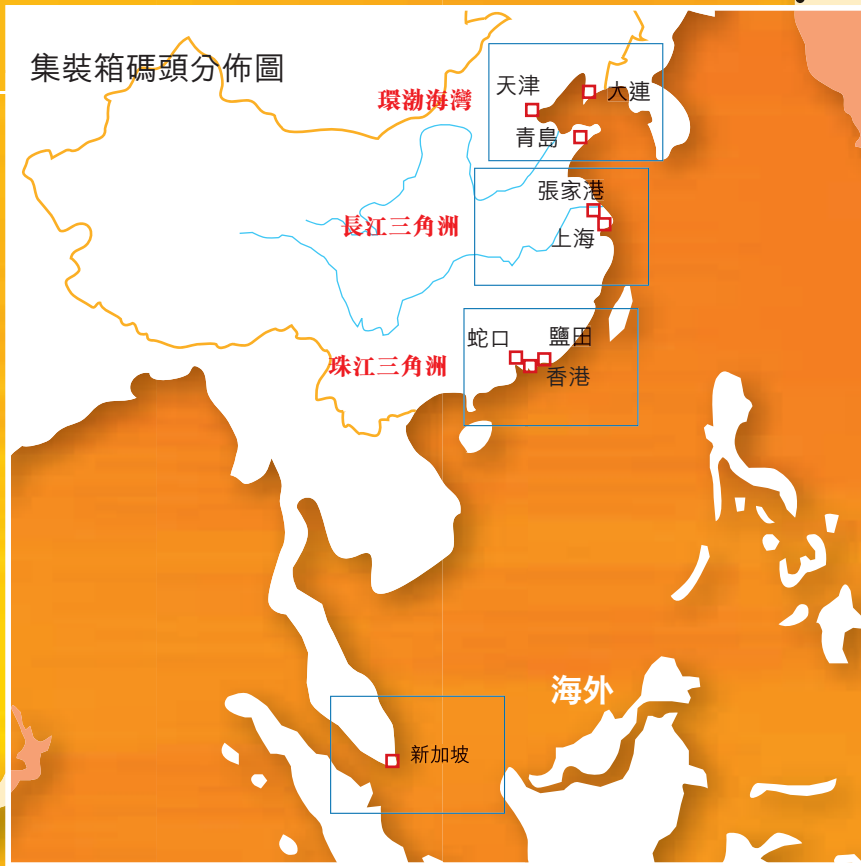 集裝箱碼頭分佈圖
環渤海灣
天津
大連
青島
長江三角洲
張家港
上海
珠江三角洲
蛇口
鹽田
香港
海外
新加坡